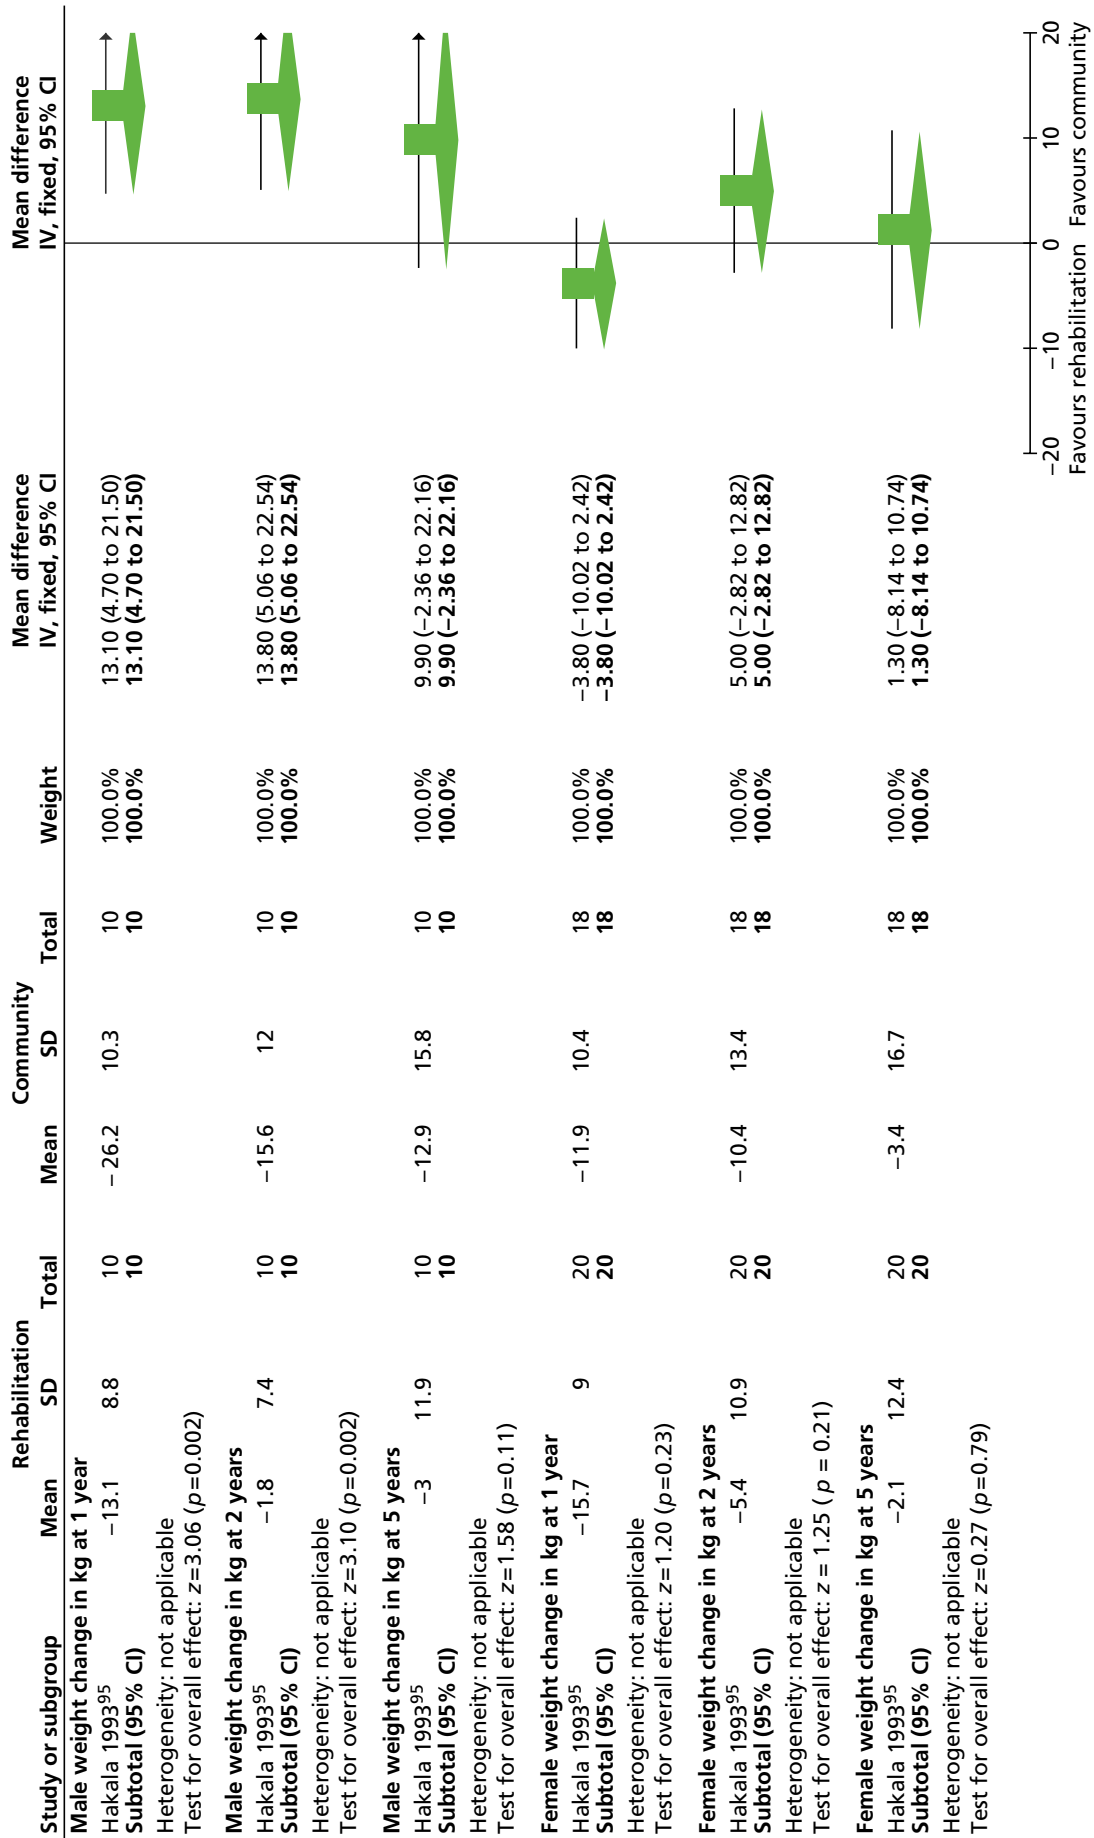 Rehabilitation Community Mean difference Mean difference
Study or subgroup Mean SD Total Mean SD Total Weight IV, fixed, 95% CI IV, fixed, 95% CI
Male weight change in kg at 1 year
Hakala 1993⁹⁵ −13.1 8.8 10 −26.2 10.3 10 100.0% 13.10 (4.70 to 21.50)
Subtotal (95% CI) 10 10 100.0% 13.10 (4.70 to 21.50)
Heterogeneity: not applicable
Test for overall effect: z=3.06 (p=0.002)
Male weight change in kg at 2 years
Hakala 1993⁹⁵ −1.8 7.4 10 −15.6 12 10 100.0% 13.80 (5.06 to 22.54)
Subtotal (95% CI) 10 10 100.0% 13.80 (5.06 to 22.54)
Heterogeneity: not applicable
Test for overall effect: z=3.10 (p=0.002)
Male weight change in kg at 5 years
Hakala 1993⁹⁵ −3 11.9 10 −12.9 15.8 10 100.0% 9.90 (−2.36 to 22.16)
Subtotal (95% CI) 10 10 100.0% 9.90 (−2.36 to 22.16)
Heterogeneity: not applicable
Test for overall effect: z=1.58 (p=0.11)
Female weight change in kg at 1 year
Hakala 1993⁹⁵ −15.7 9 20 −11.9 10.4 18 100.0% −3.80 (−10.02 to 2.42)
Subtotal (95% CI) 20 18 100.0% −3.80 (−10.02 to 2.42)
Heterogeneity: not applicable
Test for overall effect: z=1.20 (p=0.23)
Female weight change in kg at 2 years
Hakala 1993⁹⁵ −5.4 10.9 20 −10.4 13.4 18 100.0% 5.00 (−2.82 to 12.82)
Subtotal (95% CI) 20 18 100.0% 5.00 (−2.82 to 12.82)
Heterogeneity: not applicable
Test for overall effect: z = 1.25 ( p = 0.21)
Female weight change in kg at 5 years
Hakala 1993⁹⁵ −2.1 12.4 20 −3.4 16.7 18 100.0% 1.30 (−8.14 to 10.74)
Subtotal (95% CI) 20 18 100.0% 1.30 (−8.14 to 10.74)
Heterogeneity: not applicable
Test for overall effect: z=0.27 (p=0.79)
−20 −10 0 10 20
Favours rehabilitation Favours community